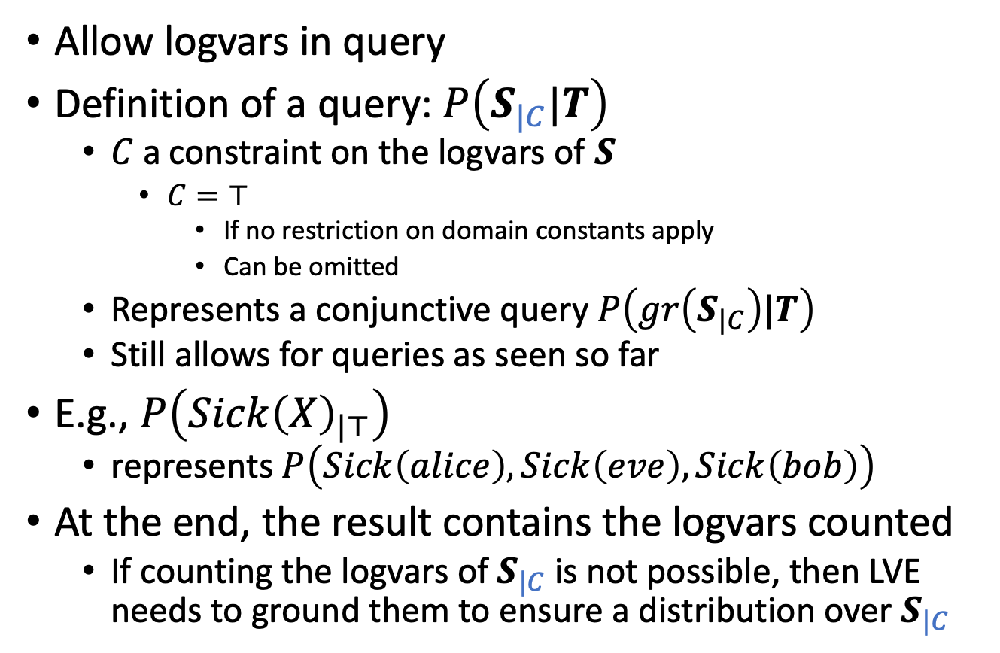 • Allow logvars in query
• Definition of a query: P(S|C|T)
• C a constraint on the logvars of S
• C = ⊤
• If no restriction on domain constants apply
• Can be omitted
• Represents a conjunctive query P(gr(S|C)|T)
• Still allows for queries as seen so far
• E.g., P(Sick(X)|⊤)
• represents P(Sick(alice), Sick(eve), Sick(bob))
• At the end, the result contains the logvars counted
• If counting the logvars of S|C is not possible, then LVE
needs to ground them to ensure a distribution over S|C